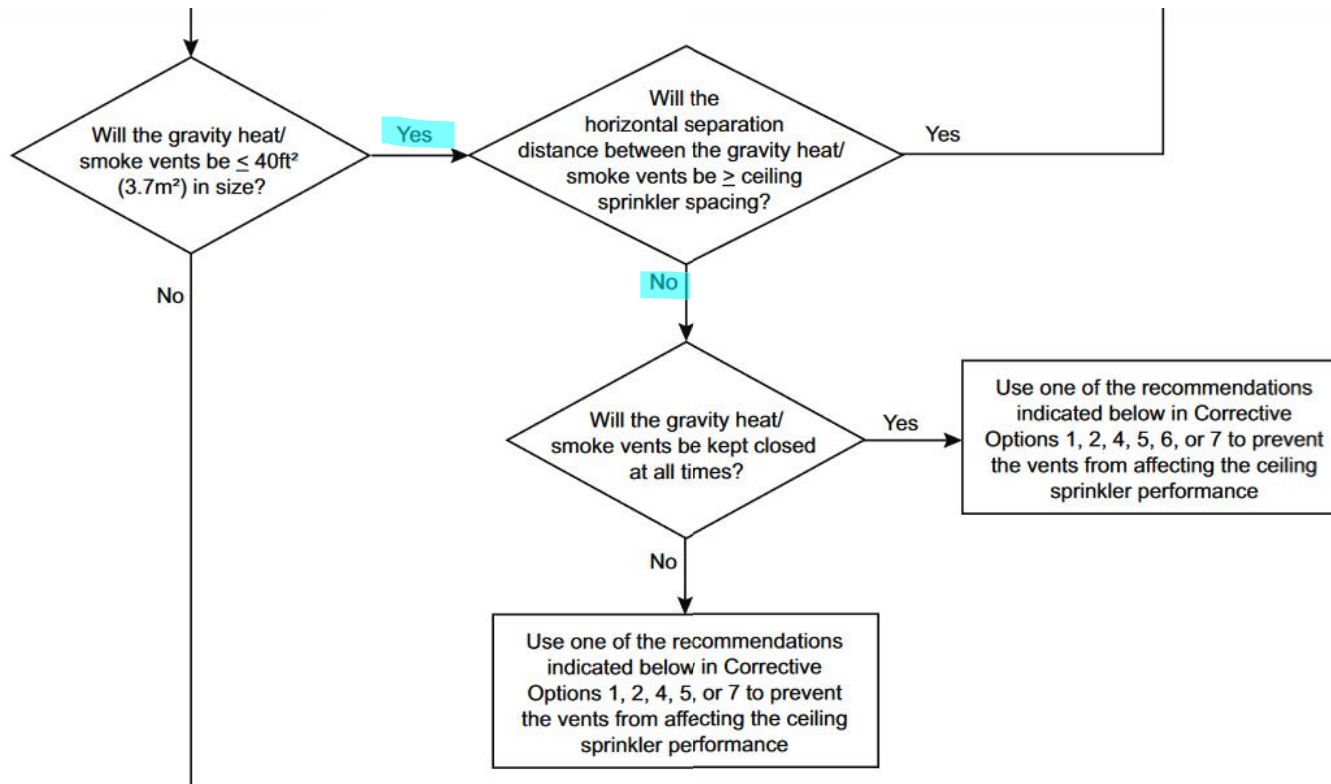 Will the gravity heat/
smoke vents be ≤ 40ft²
(3.7m²) in size?
Yes
No
Will the
horizontal separation
distance between the gravity heat/
smoke vents be ≥ ceiling
sprinkler spacing?
Yes
No
Will the gravity heat/
smoke vents be kept closed
at all times?
Yes
Use one of the recommendations
indicated below in Corrective
Options 1, 2, 4, 5, 6, or 7 to prevent
the vents from affecting the ceiling
sprinkler performance
No
Use one of the recommendations
indicated below in Corrective
Options 1, 2, 4, 5, or 7 to prevent
the vents from affecting the ceiling
sprinkler performance